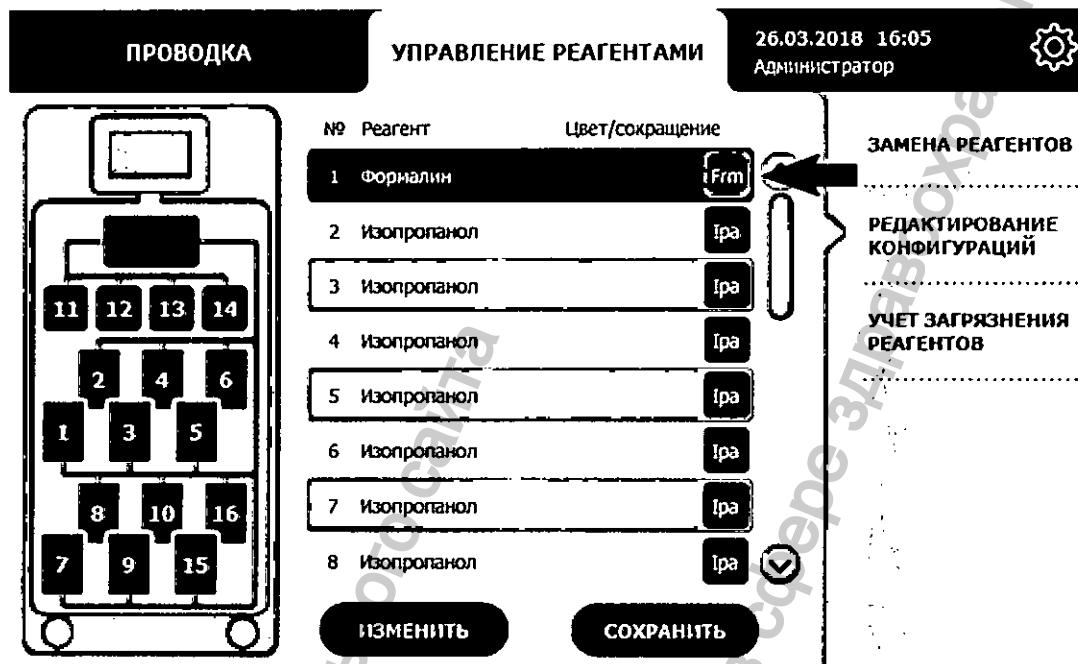 ПРОВОДКА
УПРАВЛЕНИЕ РЕАГЕНТАМИ
26.03.2018 16:05
Администратор
№ Реагент Цвет/сокращение
1 Формалин Frm
2 Изопропанол Ipa
3 Изопропанол Ipa
4 Изопропанол Ipa
5 Изопропанол Ipa
6 Изопропанол Ipa
7 Изопропанол Ipa
8 Изопропанол Ipa
ИЗМЕНИТЬ
СОХРАНИТЬ
ЗАМЕНА РЕАГЕНТОВ
РЕДАКТИРОВАНИЕ
КОНФИГУРАЦИЙ
УЧЕТ ЗАГРЯЗНЕНИЯ
РЕАГЕНТОВ
11 12 13 14
2 4 6
1 3 5
8 10 16
7 9 15
сайта
в сфере